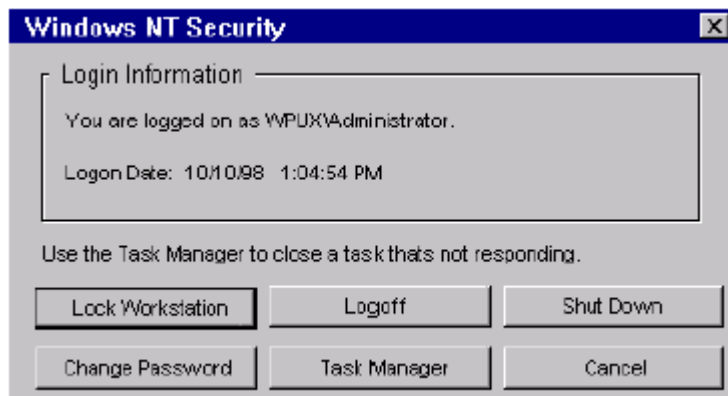 Windows NT Security
Login Information
You are logged on as WPUX\Administrator.
Logon Date: 10/10/98 1:04:54 PM
Use the Task Manager to close a task thats not responding.
Lock Workstation Logoff Shut Down
Change Password Task Manager Cancel